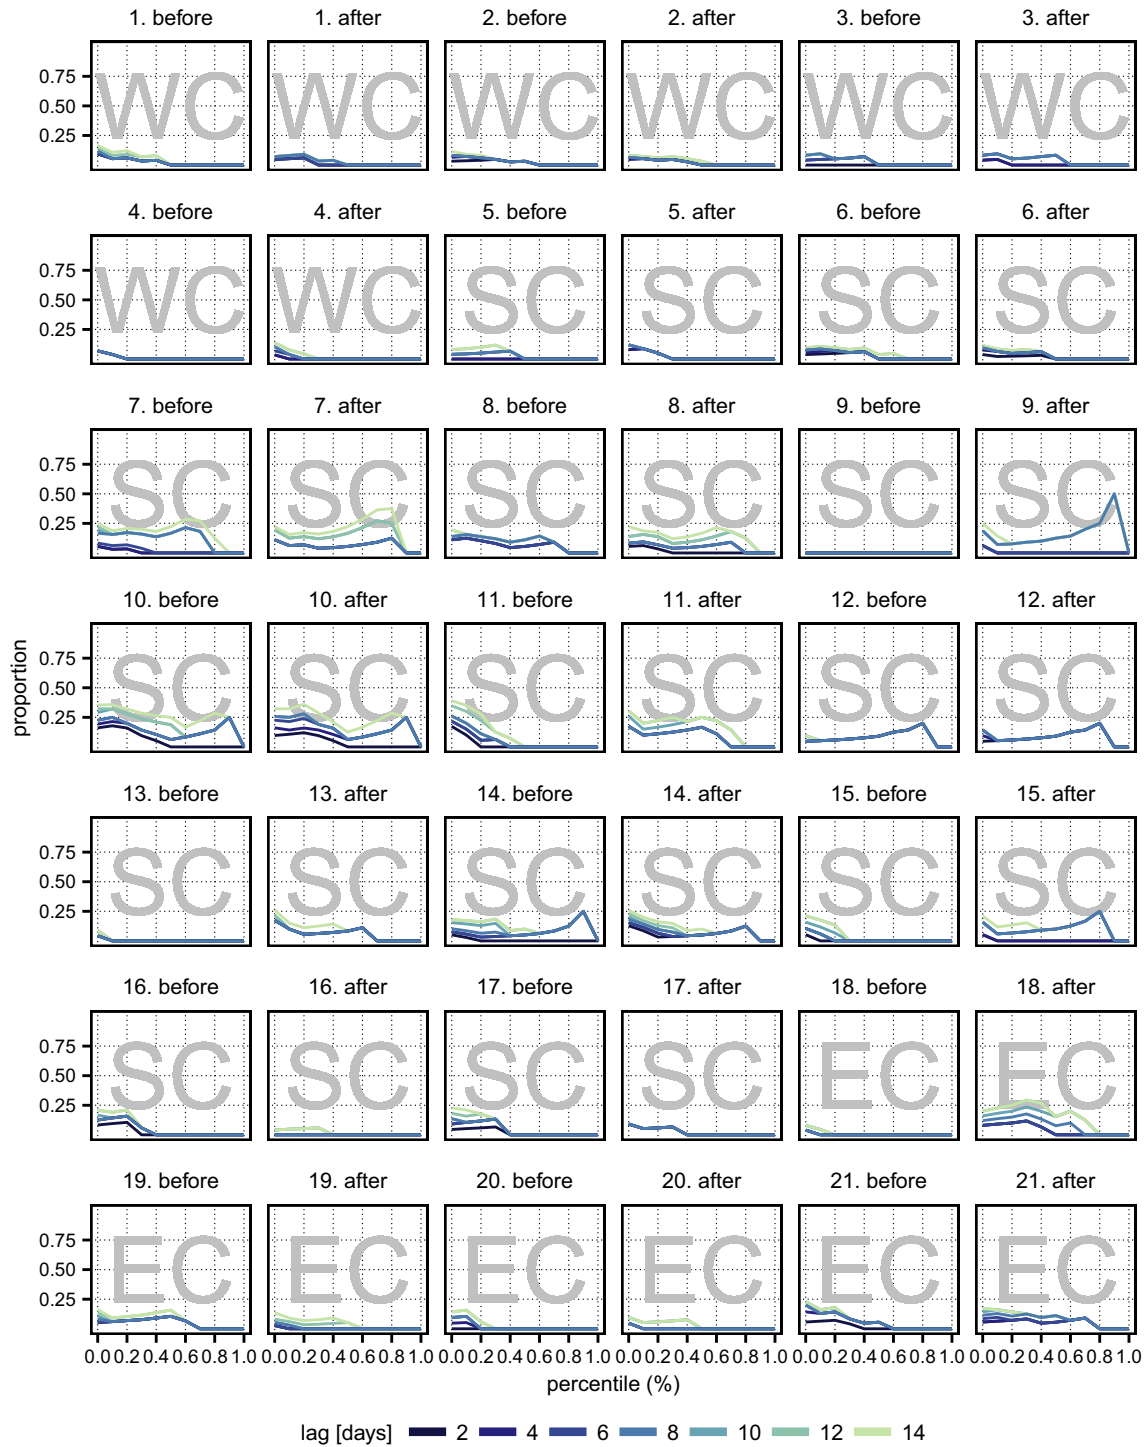 1. before 1. after 2. before 2. after 3. before 3. after
0.75 WC WC WC WC WC WC
0.50
0.25
4. before 4. after 5. before 5. after 6. before 6. after
0.75 WC WC SC SC SC SC
0.50
0.25
7. before 7. after 8. before 8. after 9. before 9. after
0.75 SC SC SC SC SC SC
0.50
0.25
10. before 10. after 11. before 11. after 12. before 12. after
0.75 SC SC SC SC SC SC
0.50
0.25
proportion
13. before 13. after 14. before 14. after 15. before 15. after
0.75 SC SC SC SC SC SC
0.50
0.25
16. before 16. after 17. before 17. after 18. before 18. after
0.75 SC SC SC SC EC EC
0.50
0.25
19. before 19. after 20. before 20. after 21. before 21. after
0.75 EC EC EC EC EC EC
0.50
0.25
0.0 0.2 0.4 0.6 0.8 1.0 0.0 0.2 0.4 0.6 0.8 1.0 0.0 0.2 0.4 0.6 0.8 1.0 0.0 0.2 0.4 0.6 0.8 1.0 0.0 0.2 0.4 0.6 0.8 1.0 0.0 0.2 0.4 0.6 0.8 1.0
percentile (%)
lag [days] 2 4 6 8 10 12 14